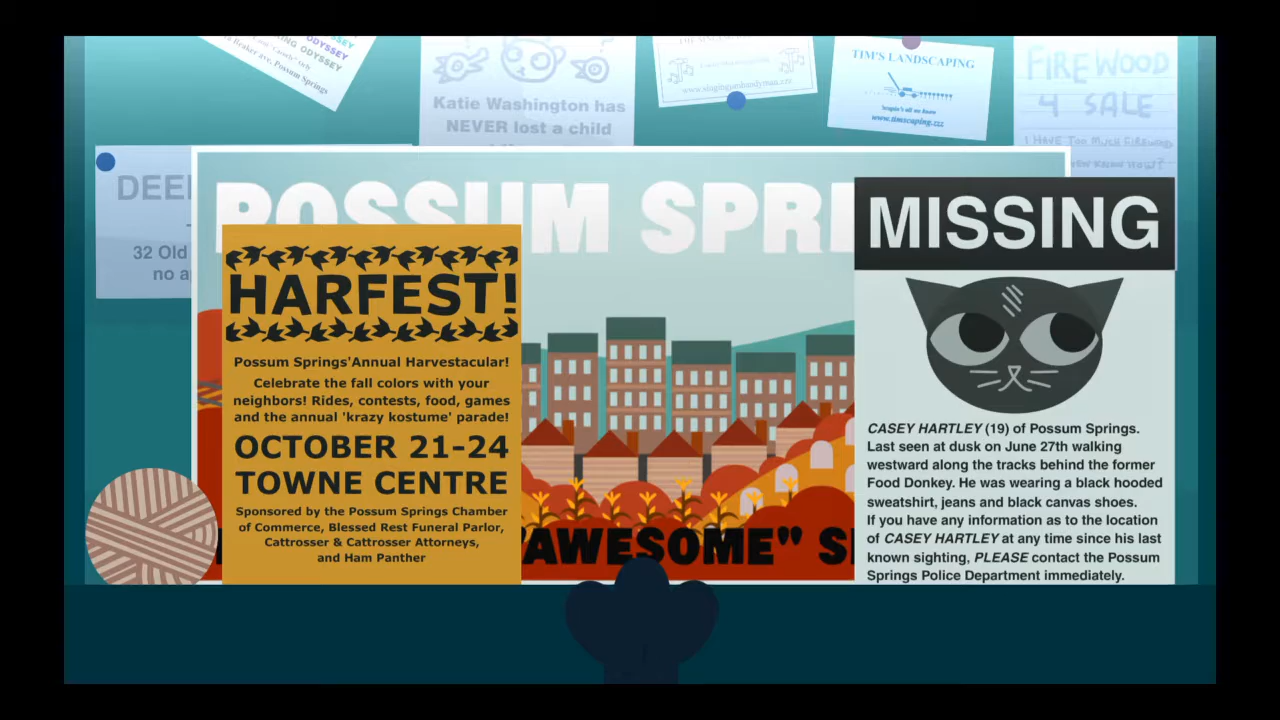 ODYSSEY
ODYSSEY
Possum Springs
Katie Washington has
NEVER lost a child
TIM'S LANDSCAPING
www.timscaping.czz
FIREWOOD
4 SALE
I HAVE TOO MUCH FIREWOOD
32 Old
POSSUM SPRI
HARFEST!
Possum Springs'Annual Harvestacular!
Celebrate the fall colors with your
neighbors! Rides, contests, food, games
and the annual 'krazy kostume' parade!
OCTOBER 21-24
TOWNE CENTRE
Sponsored by the Possum Springs Chamber
of Commerce, Blessed Rest Funeral Parlor,
Cattrosser & Cattrosser Attorneys,
and Ham Panther
"AWESOME"
MISSING
CASEY HARTLEY (19) of Possum Springs.
Last seen at dusk on June 27th walking
westward along the tracks behind the former
Food Donkey. He was wearing a black hooded
sweatshirt, jeans and black canvas shoes.
If you have any information as to the location
of CASEY HARTLEY at any time since his last
known sighting, PLEASE contact the Possum
Springs Police Department immediately.